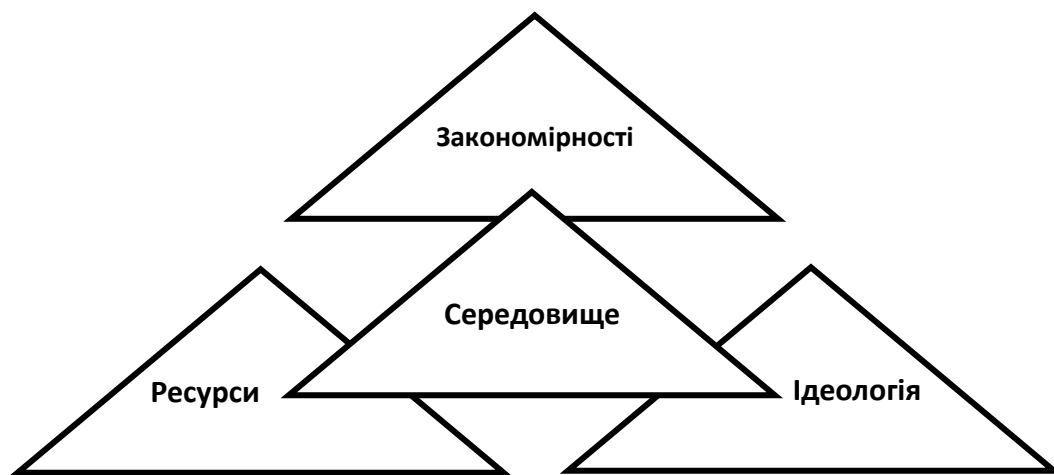 Закономірності
Середовище
Ресурси
Ідеологія